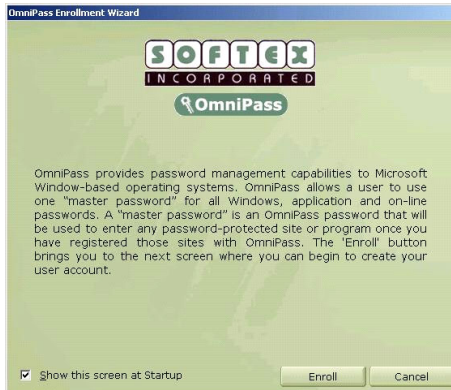 OmniPass Enrollment Wizard
SOFTEX
INCORPORATED
OmniPass
OmniPass provides password management capabilities to Microsoft
Window-based operating systems. OmniPass allows a user to use
one "master password" for all Windows, application and on-line
passwords. A "master password" is an OmniPass password that will
be used to enter any password-protected site or program once you
have registered those sites with OmniPass. The 'Enroll' button
brings you to the next screen where you can begin to create your
user account.
Show this screen at Startup
Enroll
Cancel